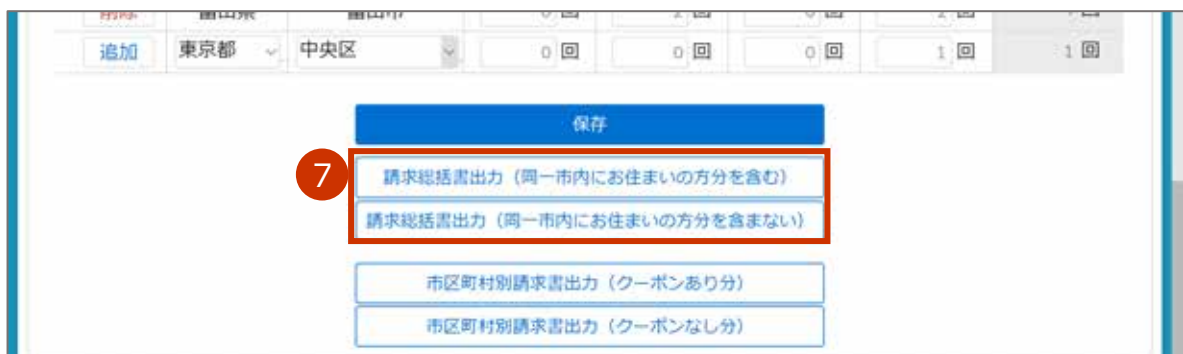 追加 東京都 中央区 0 回 0 回 0 回 1 回 1 回
保存
7
請求総括書出力（同一市内にお住まいの方分を含む）
請求総括書出力（同一市内にお住まいの方分を含まない）
市区町村別請求書出力（クーポンあり分）
市区町村別請求書出力（クーポンなし分）